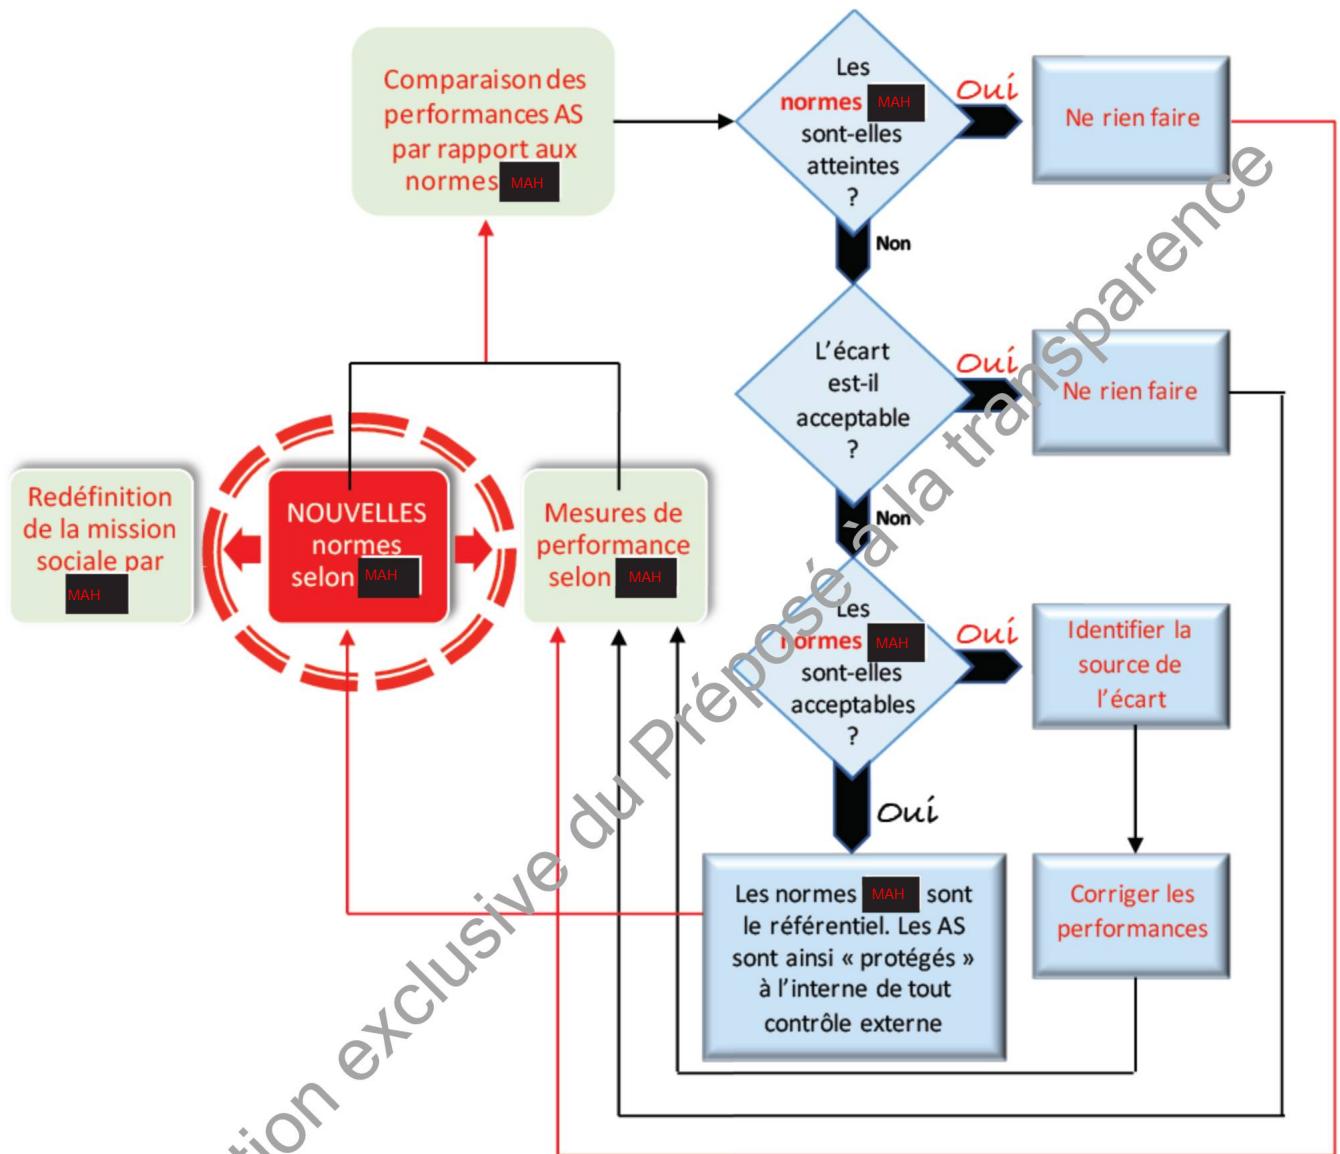 Comparaison des
performances AS
par rapport aux
normes MAH
Les
normes MAH
sont-elles
atteintes
?
Oui
Ne rien faire
Non
L'écart
est-il
acceptable
?
Oui
Ne rien faire
Non
Redéfinition
de la mission
sociale par
MAH
NOUVELLES
normes
selon MAH
Mesures de
performance
selon MAH
Les
normes MAH
sont-elles
acceptables
?
Oui
Identifier la
source de
l'écart
Oui
Les normes MAH sont
le référentiel. Les AS
sont ainsi « protégés »
à l'interne de tout
contrôle externe
Corriger les
performances
tion exclusive du Préposé à la transparence